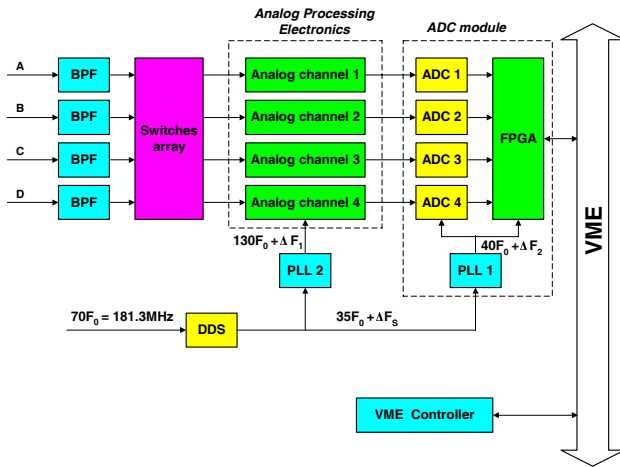 Analog Processing
Electronics
ADC module
A
BPF
Analog channel 1
ADC 1
B
BPF
Switches
array
Analog channel 2
ADC 2
FPGA
C
BPF
Analog channel 3
ADC 3
D
BPF
Analog channel 4
ADC 4
130F₀ + Δ F₁
40F₀ + Δ F₂
PLL 2
PLL 1
VME
70F₀ = 181.3MHz
DDS
35F₀ + ΔFₛ
VME Controller